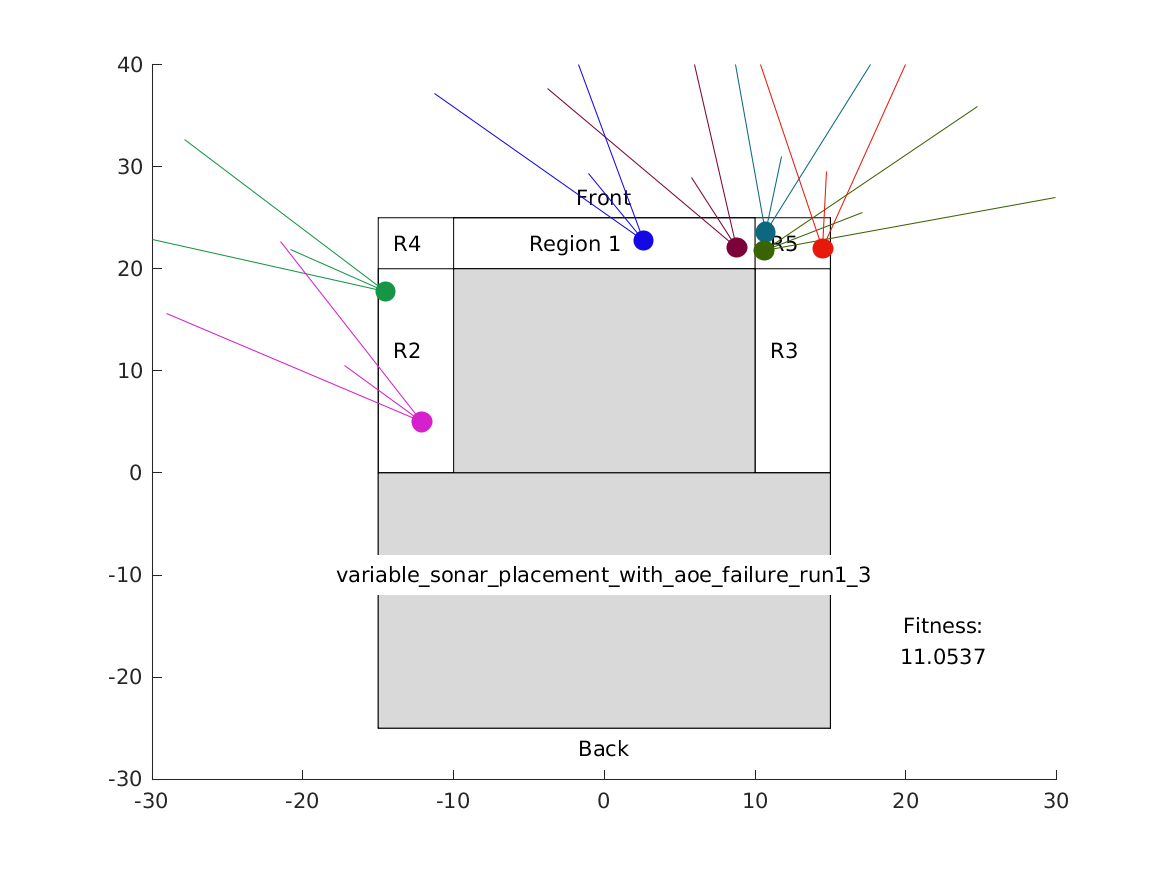 40
30
20
10
0
-10
-20
-30
Front
R4
Region 1
R5
R2
R3
variable_sonar_placement_with_aoe_failure_run1_3
Fitness:
11.0537
Back
-30
-20
-10
0
10
20
30